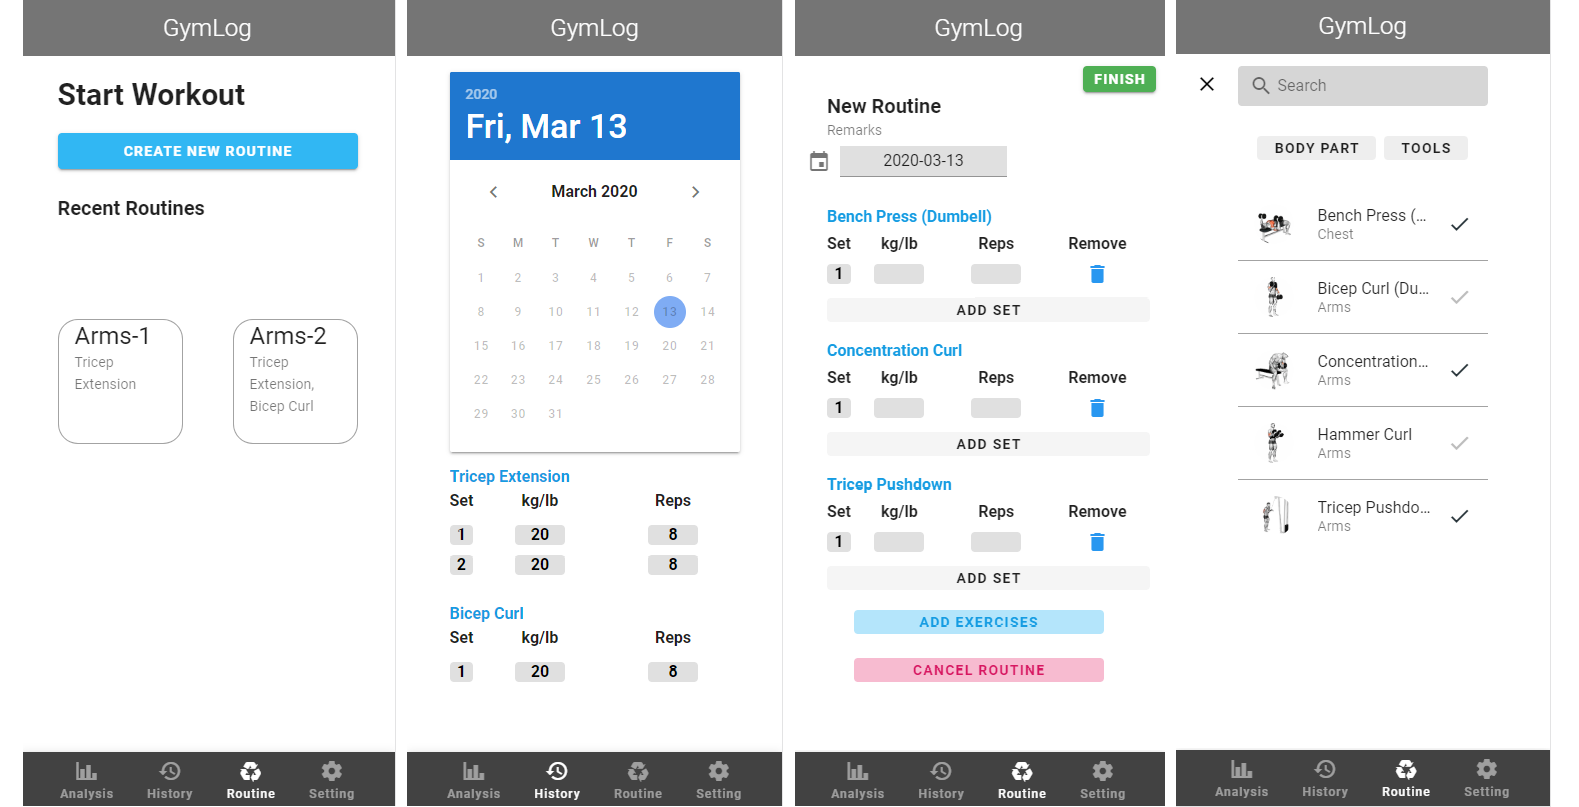 GymLog
Start Workout
CREATE NEW ROUTINE
Recent Routines
Arms-1
Tricep
Extension
Arms-2
Tricep
Extension,
Bicep Curl
Analysis History Routine Setting
GymLog
2020
Fri, Mar 13
March 2020
S M T W T F S
1 2 3 4 5 6 7
8 9 10 11 12 13 14
15 16 17 18 19 20 21
22 23 24 25 26 27 28
29 30 31
Tricep Extension
Set kg/lb Reps
1 20 8
2 20 8
Bicep Curl
Set kg/lb Reps
1 20 8
Analysis History Routine Setting
GymLog
FINISH
New Routine
Remarks
2020-03-13
Bench Press (Dumbell)
Set kg/lb Reps Remove
1
ADD SET
Concentration Curl
Set kg/lb Reps Remove
1
ADD SET
Tricep Pushdown
Set kg/lb Reps Remove
1
ADD SET
ADD EXERCISES
CANCEL ROUTINE
Analysis History Routine Setting
GymLog
Search
BODY PART TOOLS
Bench Press (...
Chest
Bicep Curl (Du...
Arms
Concentration...
Arms
Hammer Curl
Arms
Tricep Pushdo...
Arms
Analysis History Routine Setting